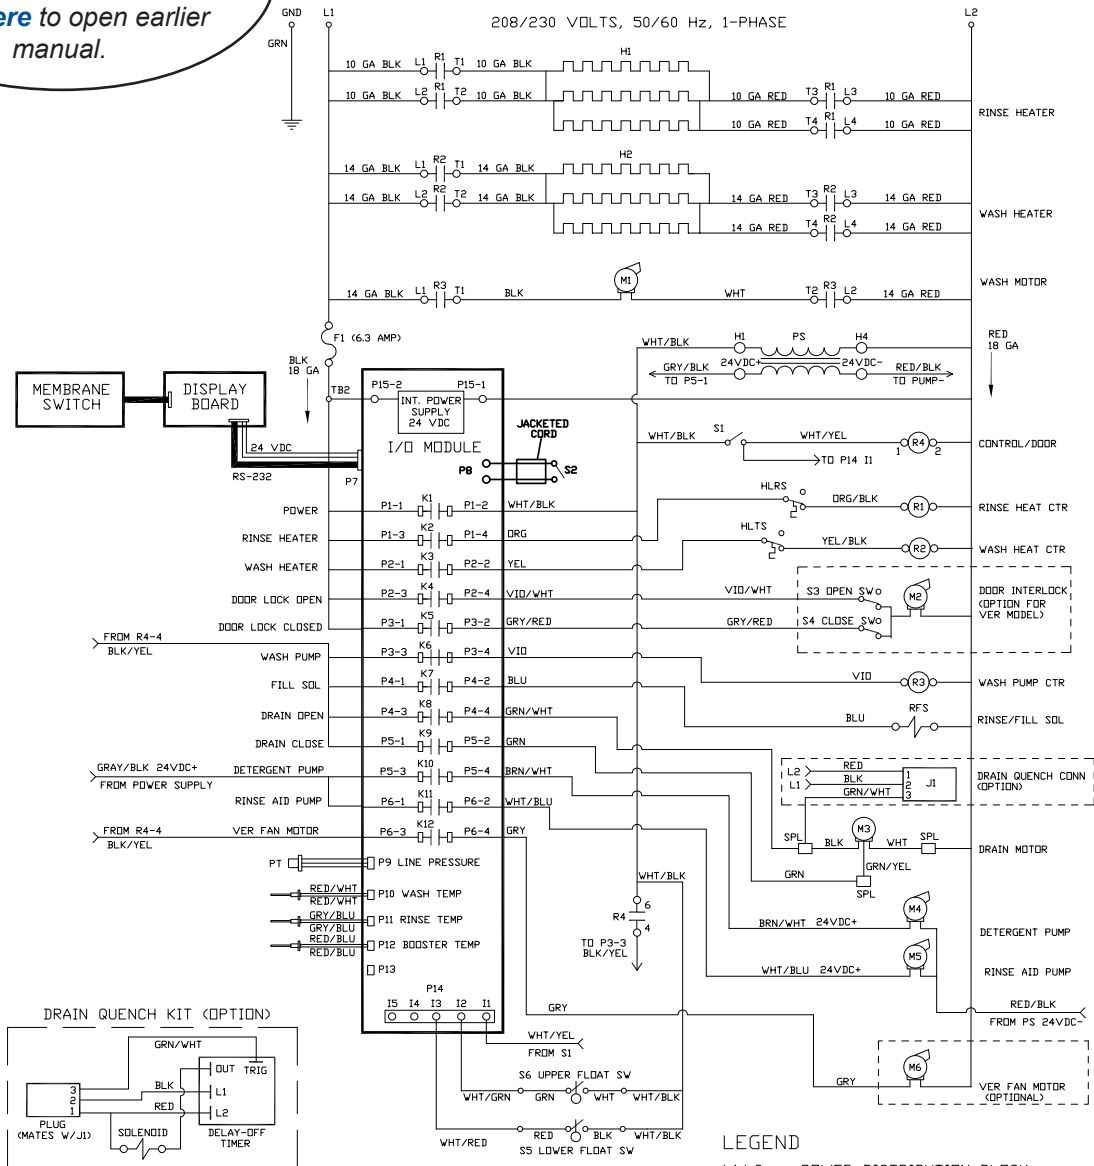 ere to open earlier
manual.
GND L1 208/230 VOLTS, 50/60 Hz, 1-PHASE L2
GRN
10 GA BLK L1 R1 T1 10 GA BLK H1
10 GA BLK L2 R1 T2 10 GA BLK 10 GA RED T3 R1 L3 10 GA RED
RINSE HEATER
10 GA RED T4 R1 L4 10 GA RED
14 GA BLK L1 R2 T1 14 GA BLK H2
14 GA BLK L2 R2 T2 14 GA BLK 14 GA RED T3 R2 L3 14 GA RED
WASH HEATER
14 GA RED T4 R2 L4 14 GA RED
WASH MOTOR
14 GA BLK L1 R3 T1 BLK M1 WHT T2 R3 L2 14 GA RED
F1 (6.3 AMP)
WHT/BLK H1 PS H4
RED
18 GA
BLK
18 GA
GRY/BLK 24VDC+ 24VDC- RED/BLK
TO P5-1 TO PUMP-
MEMBRANE
SWITCH
DISPLAY
BOARD
TB2 P15-2 P15-1
INT. POWER
SUPPLY
24 VDC
I/O MODULE
JACKETED
CORD
P8 S2
24 VDC
RS-232
P7
WHT/BLK S1 WHT/YEL 1 R4 2 CONTROL/DOOR
TO P14 I1
POWER P1-1 K1 P1-2 WHT/BLK
HLRS ORG/BLK R1 RINSE HEAT CTR
RINSE HEATER P1-3 K2 P1-4 ORG
HLTS YEL/BLK R2 WASH HEAT CTR
WASH HEATER P2-1 K3 P2-2 YEL
DOOR LOCK OPEN P2-3 K4 P2-4 VIO/WHT VIO/WHT S3 OPEN SW M2
DOOR INTERLOCK
(OPTION FOR
VER MODEL)
DOOR LOCK CLOSED P3-1 K5 P3-2 GRY/RED GRY/RED S4 CLOSE SW
FROM R4-4
BLK/YEL
WASH PUMP P3-3 K6 P3-4 VIO
VIO R3 WASH PUMP CTR
FILL SOL P4-1 K7 P4-2 BLU
BLU RFS RINSE/FILL SOL
DRAIN OPEN P4-3 K8 P4-4 GRN/WHT
DRAIN CLOSE P5-1 K9 P5-2 GRN
GRAY/BLK 24VDC+
FROM POWER SUPPLY
DETERGENT PUMP P5-3 K10 P5-4 BRN/WHT
L2 RED 1
L1 BLK 2 J1
GRN/WHT 3
DRAIN QUENCH CONN
(OPTION)
RINSE AID PUMP P6-1 K11 P6-2 WHT/BLU
FROM R4-4
BLK/YEL
VER FAN MOTOR P6-3 K12 P6-4 GRY
SPL BLK M3 WHT SPL DRAIN MOTOR
GRN GRN/YEL
SPL
PT P9 LINE PRESSURE
RED/WHT
RED/WHT
P10 WASH TEMP
GRY/BLU
GRY/BLU
P11 RINSE TEMP
RED/BLU
RED/BLU
P12 BOOSTER TEMP
P13
WHT/BLK
6
R4
4
TO P3-3
BLK/YEL
BRN/WHT 24VDC+ M4 DETERGENT PUMP
WHT/BLU 24VDC+ M5 RINSE AID PUMP
P14
I5 I4 I3 I2 I1
GRY
RED/BLK
FROM PS 24VDC-
WHT/YEL
FROM S1
GRY M6 VER FAN MOTOR
(OPTIONAL)
S6 UPPER FLOAT SW
WHT/GRN GRN WHT WHT/BLK
WHT/RED RED BLK WHT/BLK
S5 LOWER FLOAT SW
DRAIN QUENCH KIT (OPTION)
GRN/WHT
OUT TRIG
3 BLK L1
2
1 RED L2
PLUG
(MATES W/J1)
SOLENOID
DELAY-OFF
TIMER
LEGEND